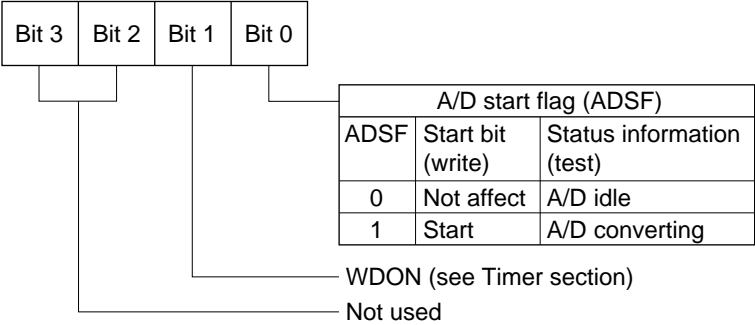 Bit 3 Bit 2 Bit 1 Bit 0
A/D start flag (ADSF)
ADSF Start bit Status information
(write) (test)
0 Not affect A/D idle
1 Start A/D converting
WDON (see Timer section)
Not used